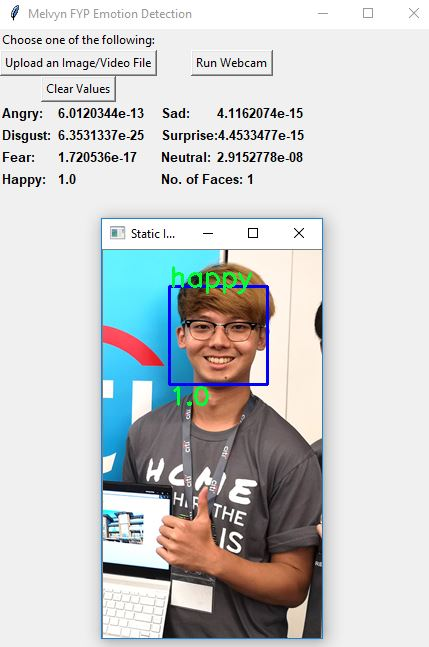 Melvyn FYP Emotion Detection
Choose one of the following:
Upload an Image/Video File Run Webcam
Clear Values
Angry: 6.0120344e-13 Sad: 4.1162074e-15
Disgust: 6.3531337e-25 Surprise:4.4533477e-15
Fear: 1.720536e-17 Neutral: 2.9152778e-08
Happy: 1.0 No. of Faces: 1
Static I...
happy
1.0
citi
HOME
THE
IS